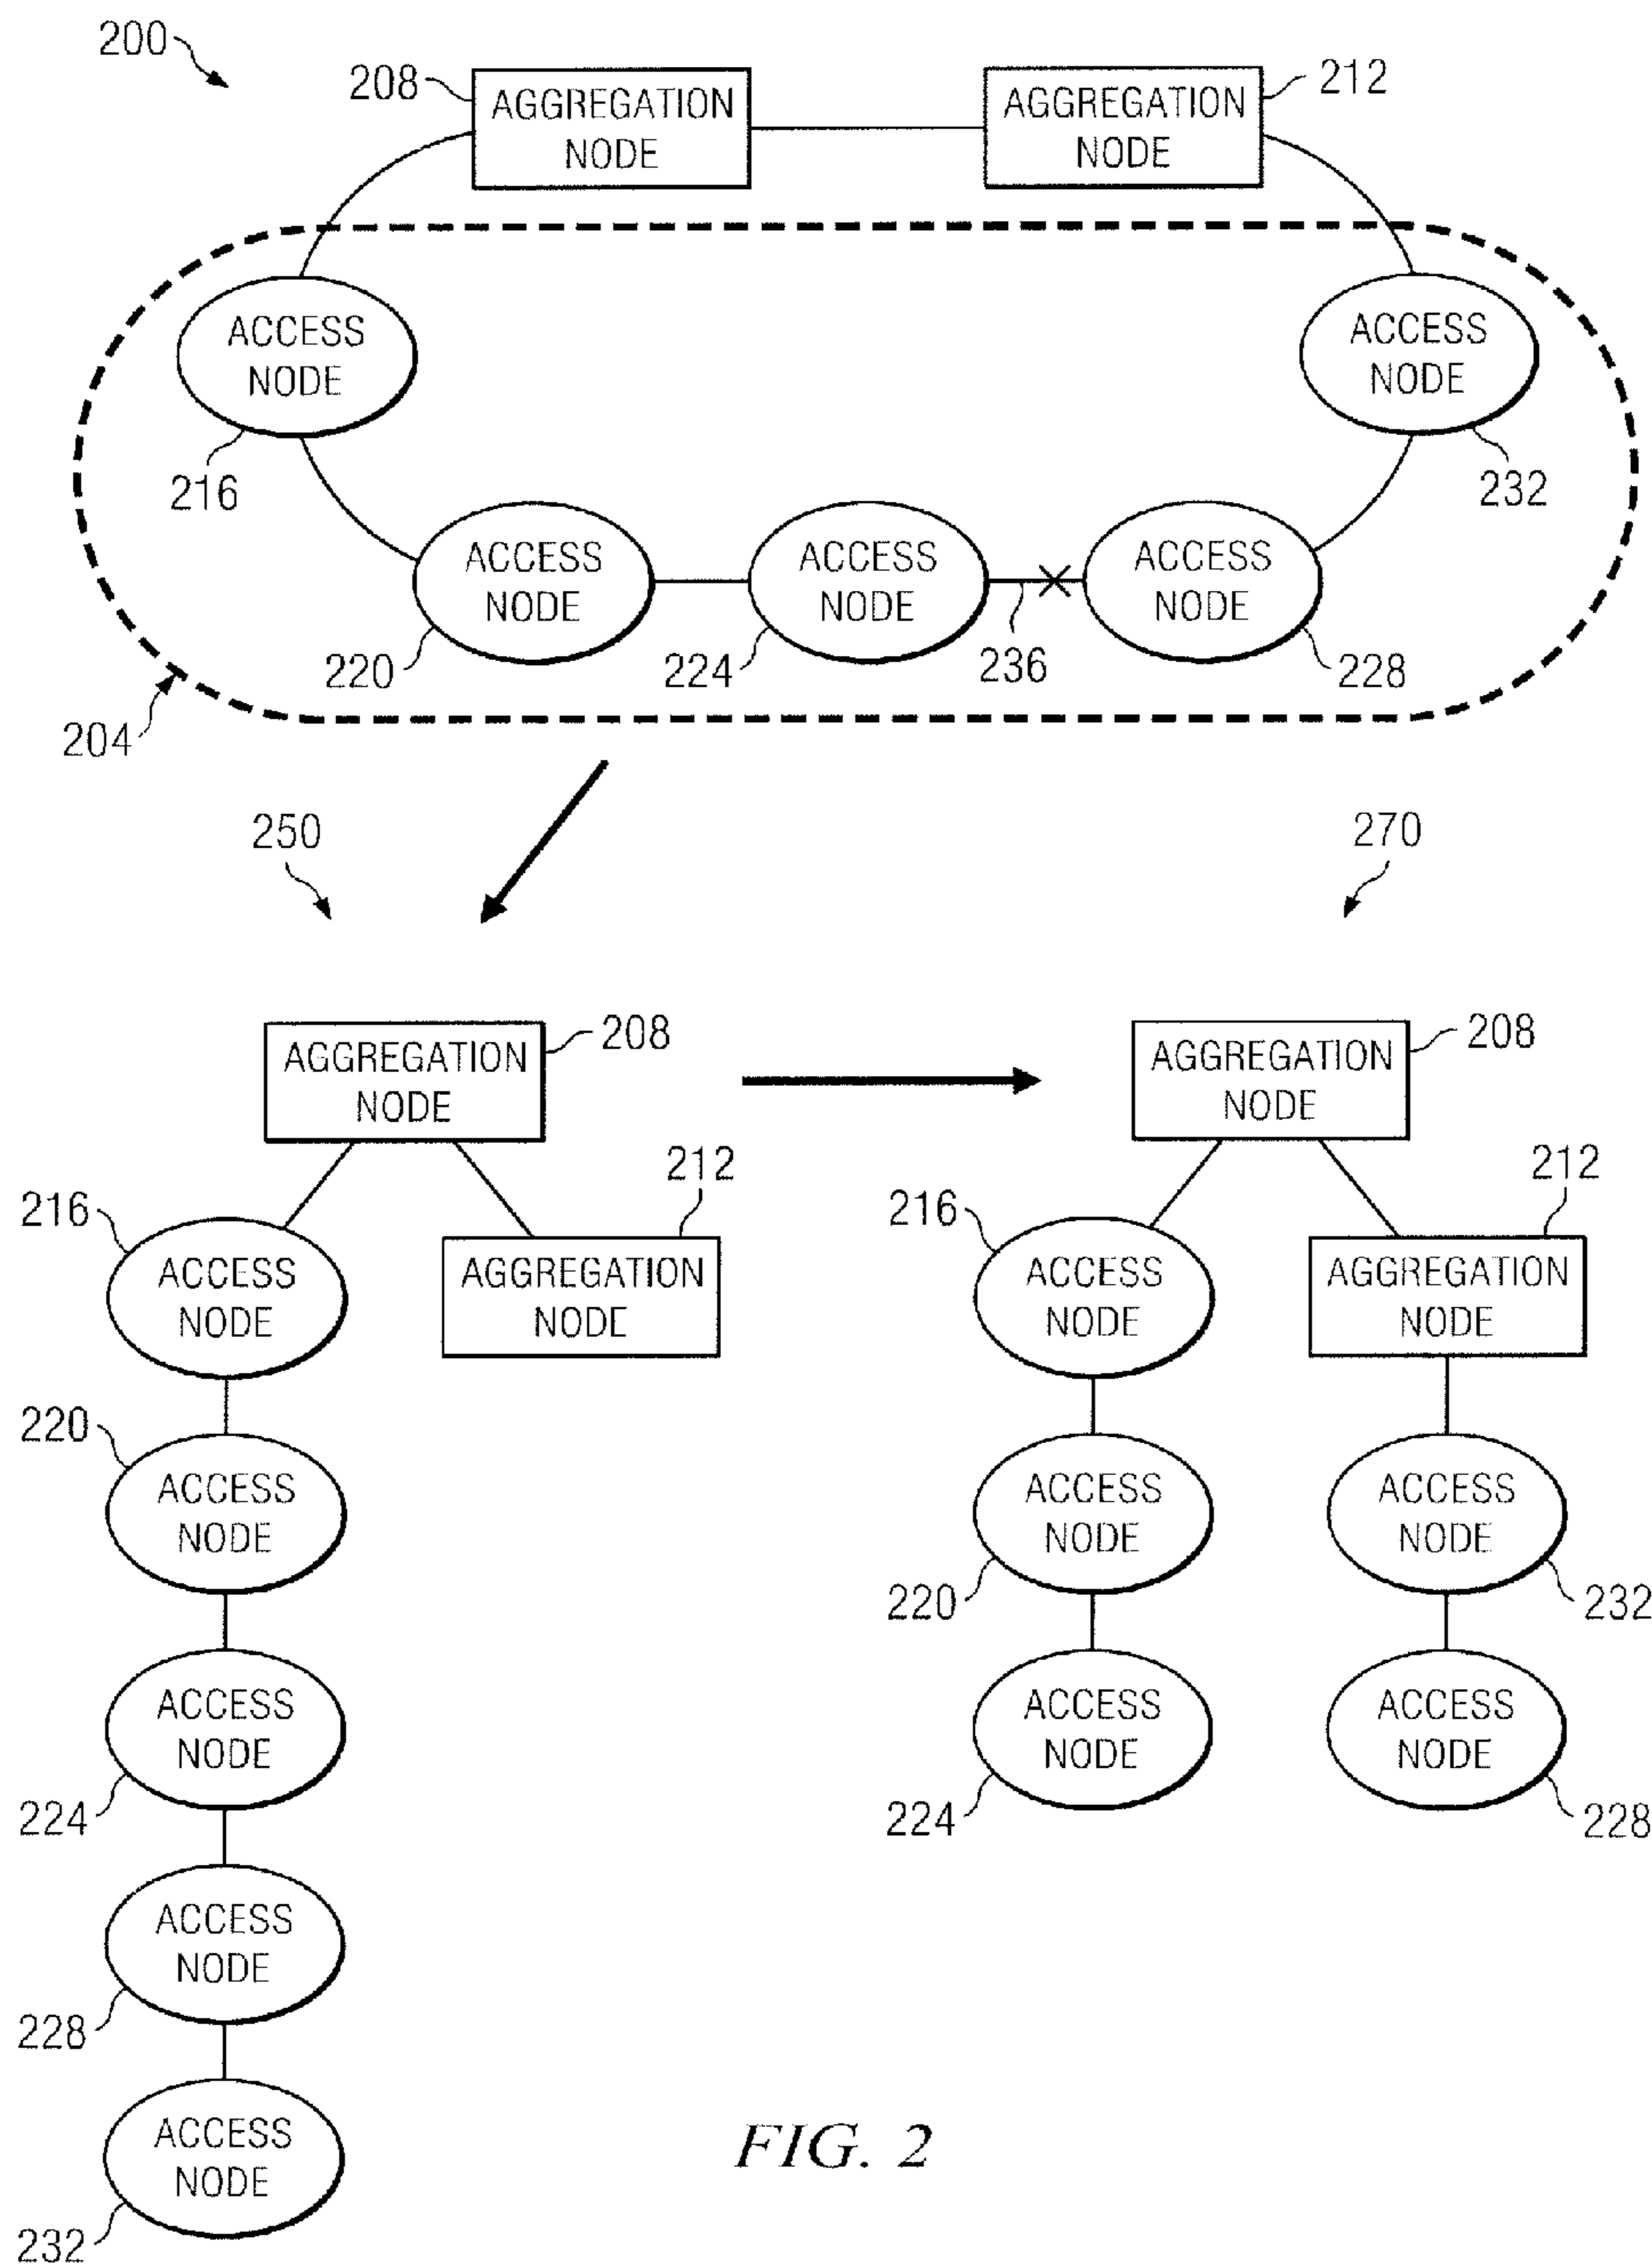 200
208
AGGREGATION
NODE
AGGREGATION
NODE
212
ACCESS
NODE
216
ACCESS
NODE
232
ACCESS
NODE
220
ACCESS
NODE
224
236
ACCESS
NODE
228
204
250
270
AGGREGATION
NODE
208
216
ACCESS
NODE
212
AGGREGATION
NODE
220
ACCESS
NODE
ACCESS
NODE
224
ACCESS
NODE
228
ACCESS
NODE
232
AGGREGATION
NODE
208
216
ACCESS
NODE
212
AGGREGATION
NODE
ACCESS
NODE
220
ACCESS
NODE
232
ACCESS
NODE
224
ACCESS
NODE
228
FIG. 2